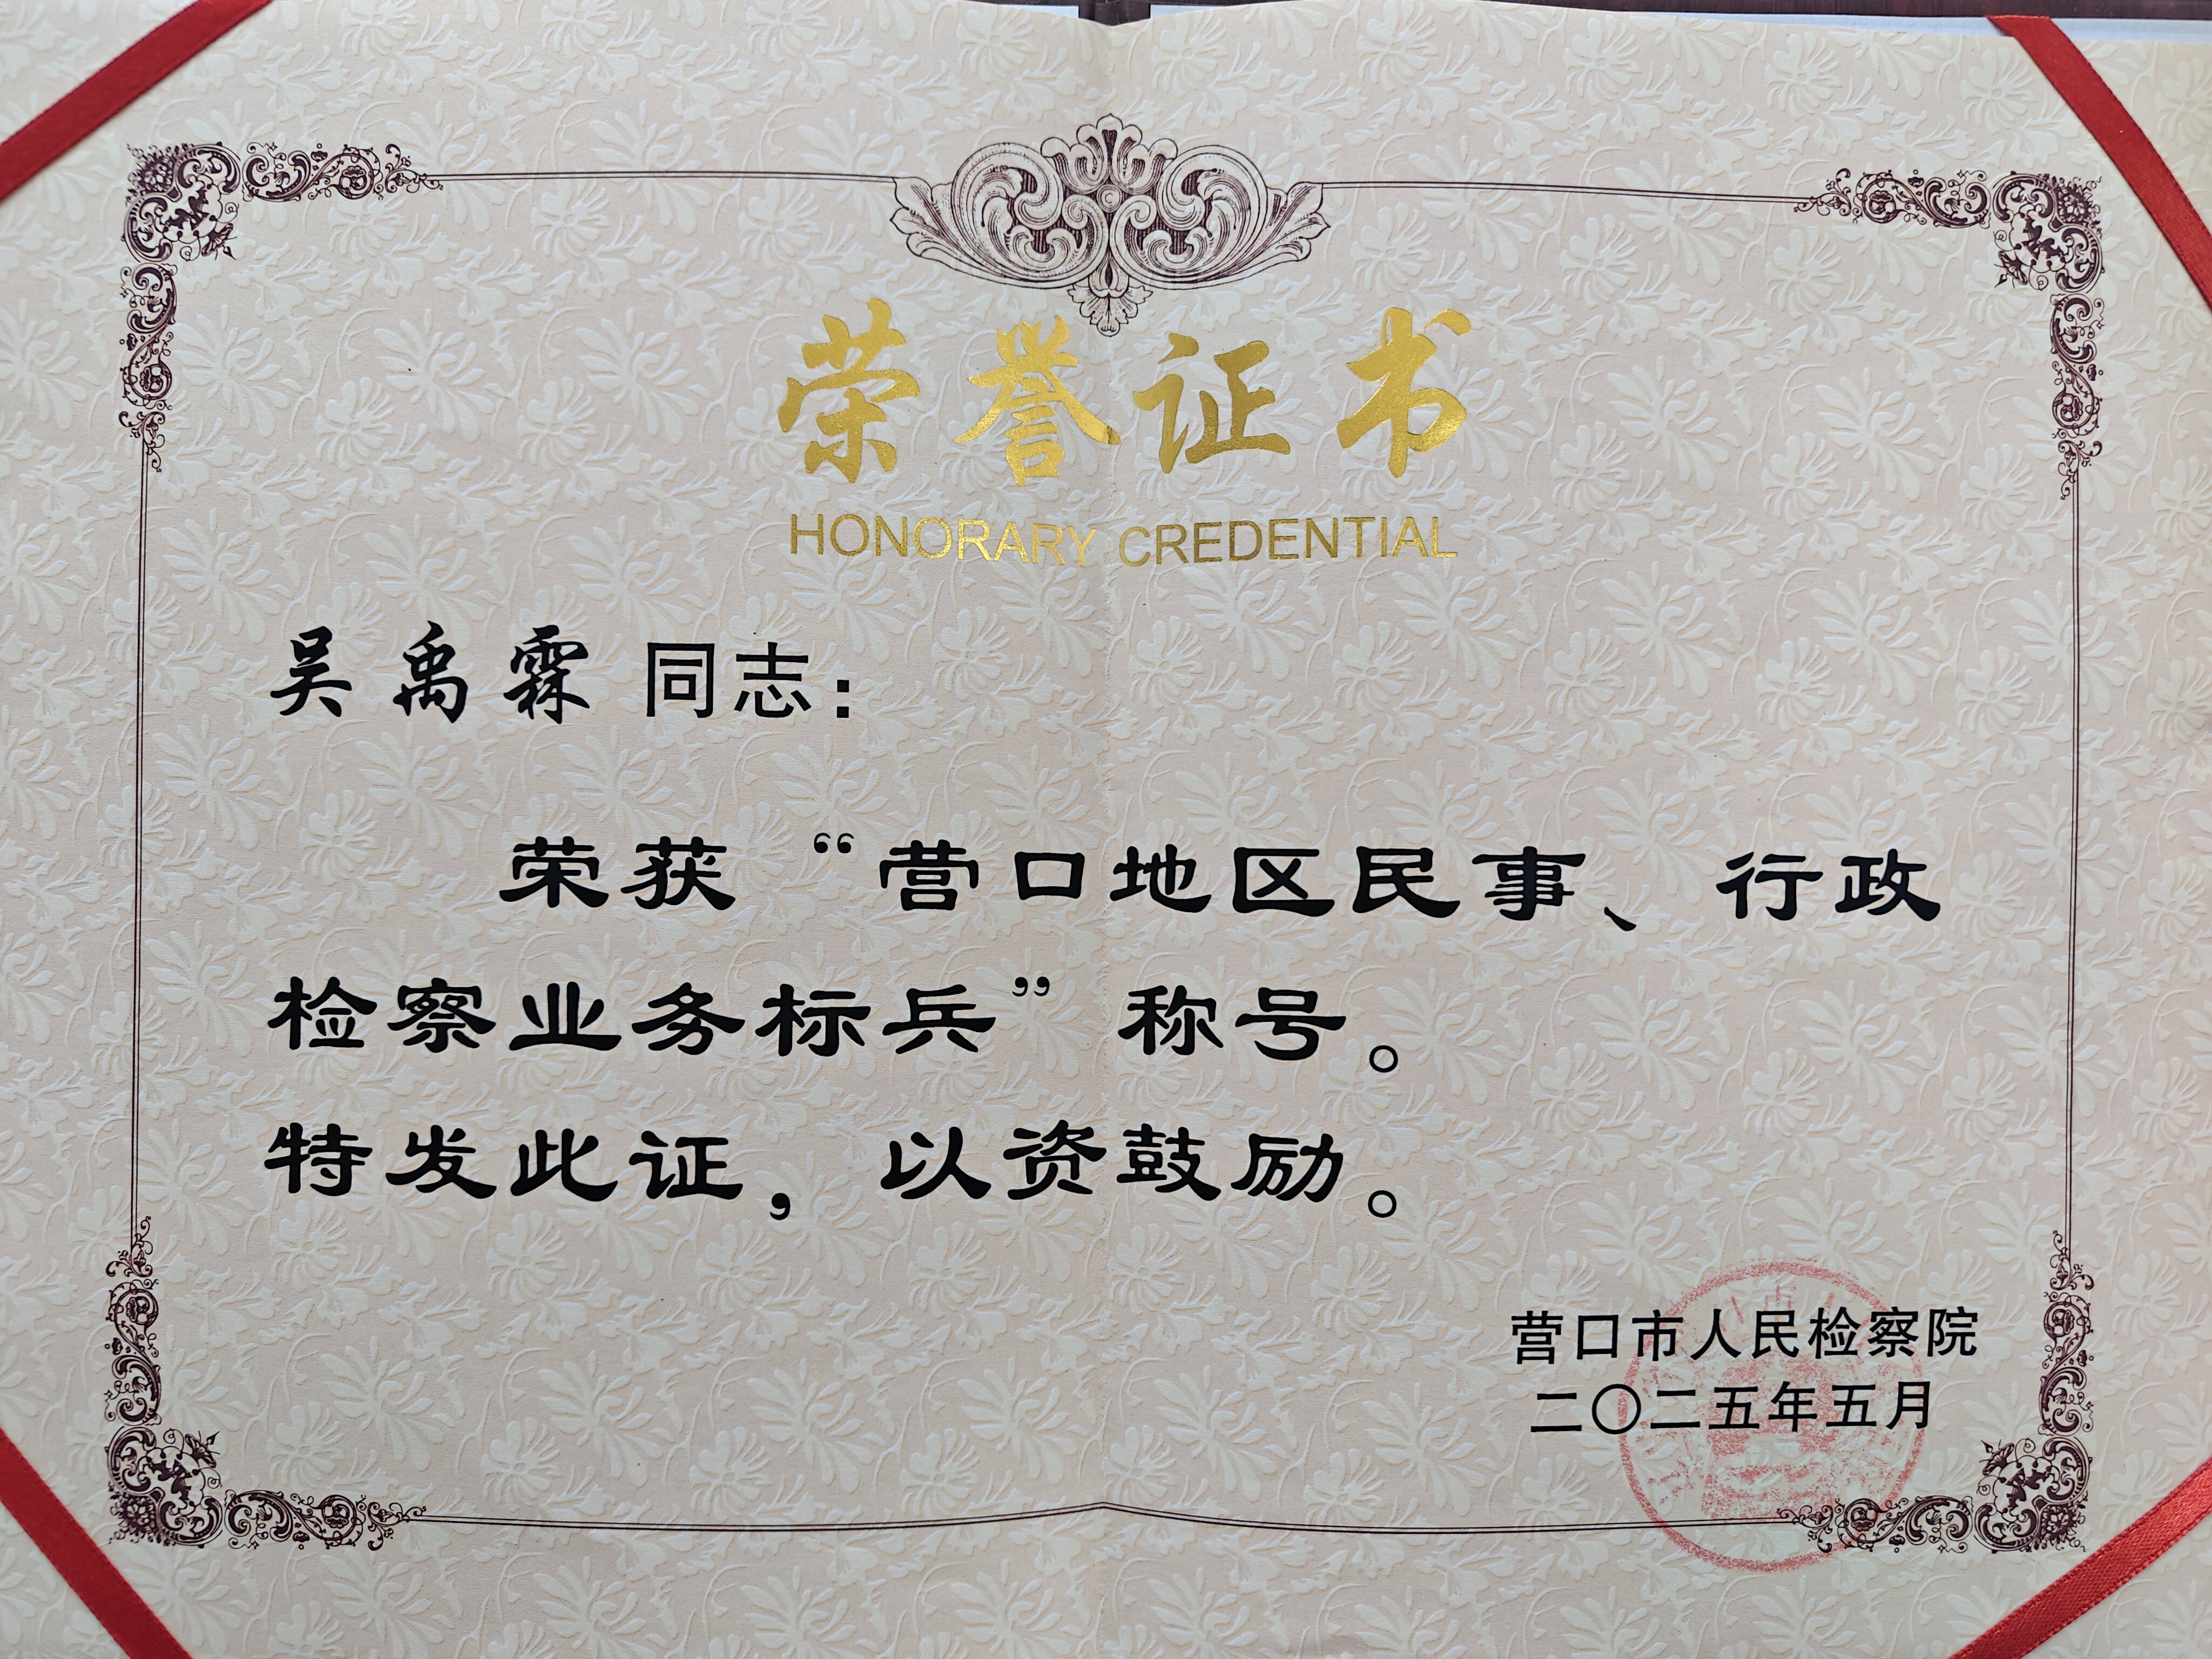 荣誉证书
HONORARY CREDENTIAL
吴禹霖 同志：
荣获“营口地区民事、行政
检察业务标兵”称号。
特发此证，以资鼓励。
营口市人民检察院
二〇二五年五月